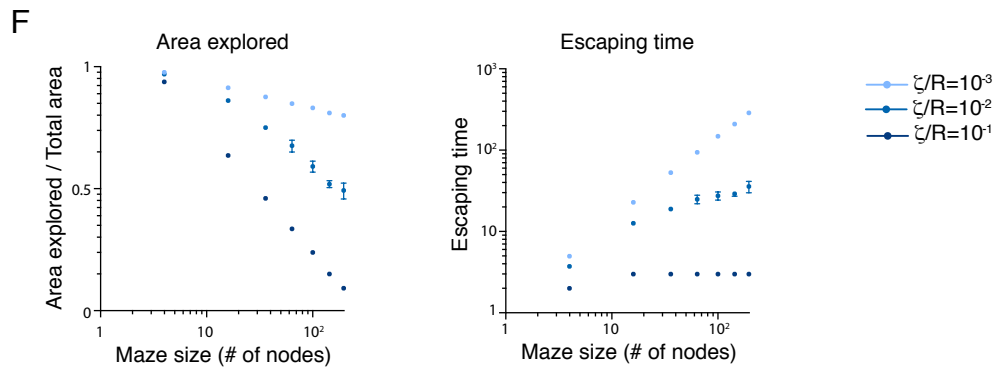 F
Area explored
Area explored / Total area
1
0.5
0
1
10
10²
Maze size (# of nodes)
Escaping time
Escaping time
10³
10²
10
1
1
10
10²
Maze size (# of nodes)
ζ/R=10⁻³
ζ/R=10⁻²
ζ/R=10⁻¹